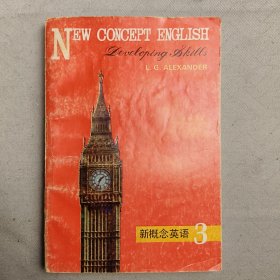 NEW CONCEPT ENGLISH
Developing Skills
L. G. ALEXANDER
新概念英语 3